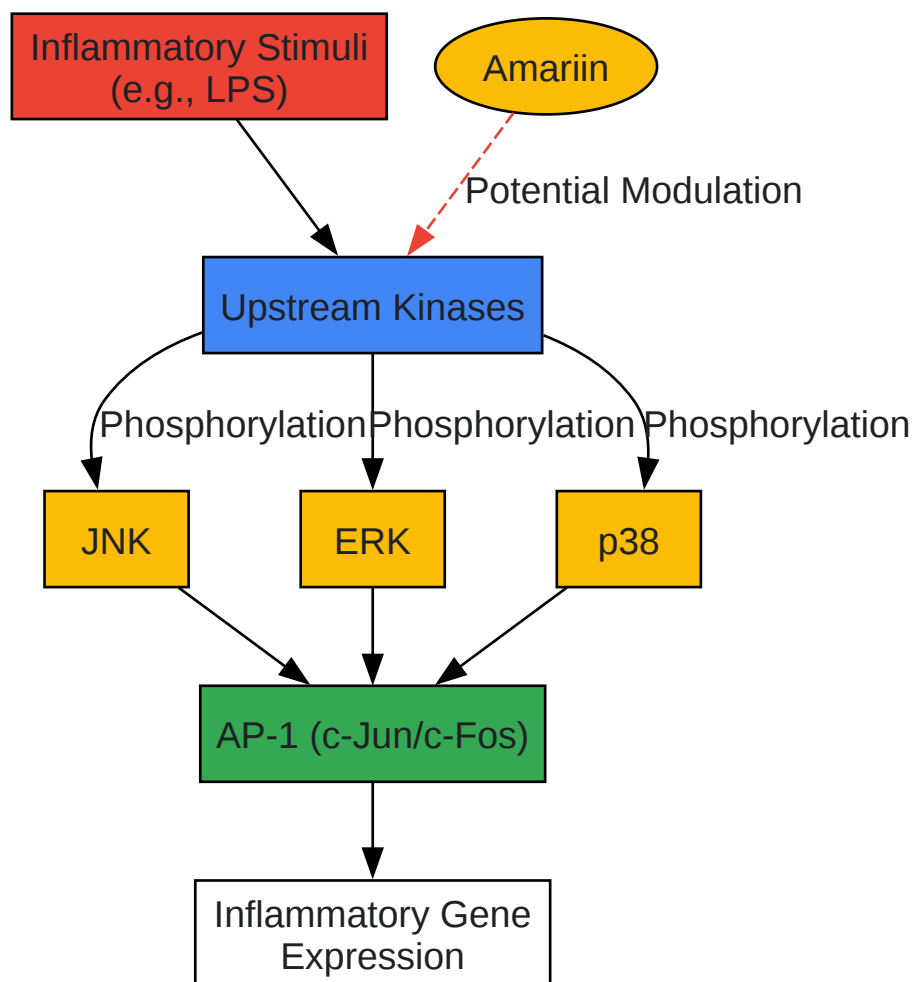 Inflammatory Stimuli
(e.g., LPS)
Amariin
Potential Modulation
Upstream Kinases
Phosphorylation
Phosphorylation
Phosphorylation
JNK
ERK
p38
AP-1 (c-Jun/c-Fos)
Inflammatory Gene
Expression